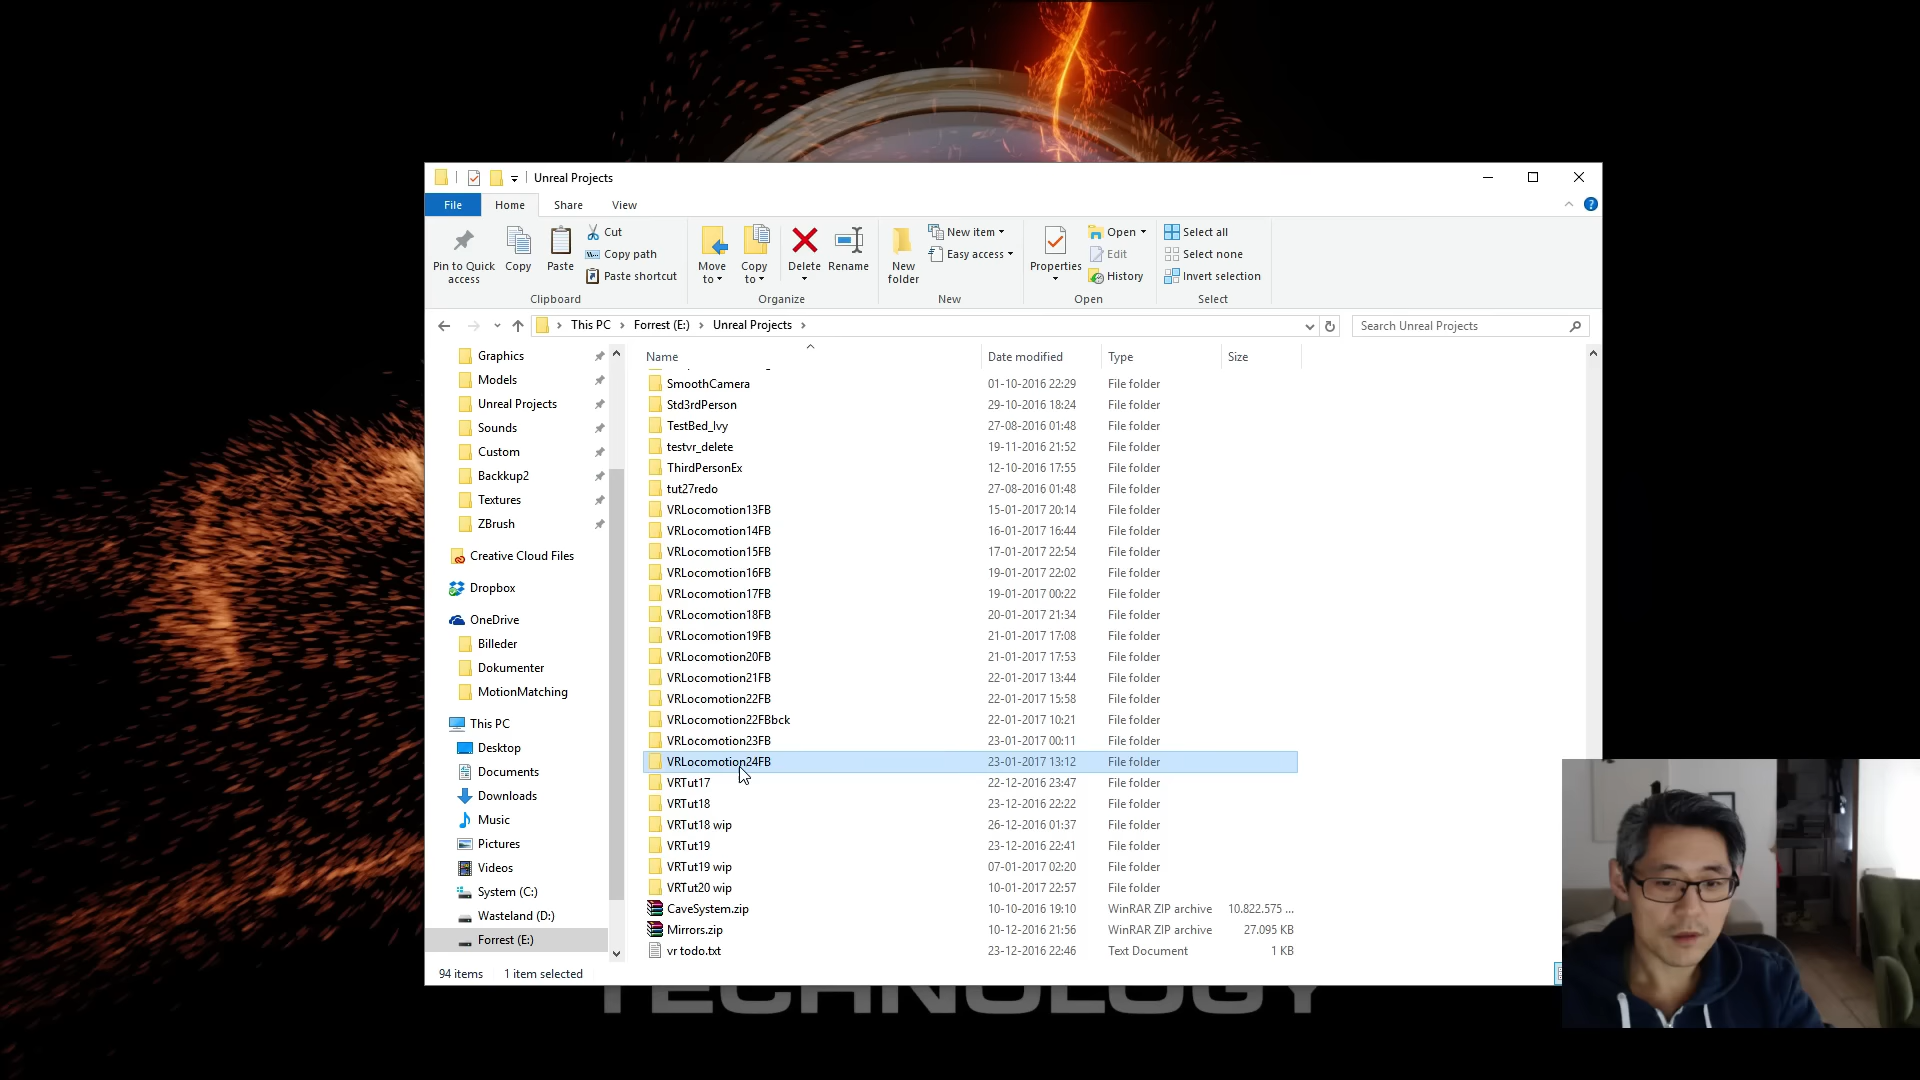 Unreal Projects
File Home Share View
Pin to Quick access
Copy
Paste
Cut
Copy path
Paste shortcut
Clipboard
Move to
Copy to
Delete
Rename
Organize
New folder
New item
Easy access
New
Properties
Open
Edit
History
Open
Select all
Select none
Invert selection
Select
This PC Forrest (E:) Unreal Projects
Search Unreal Projects
Graphics
Models
Unreal Projects
Sounds
Custom
Backkup2
Textures
ZBrush
Creative Cloud Files
Dropbox
OneDrive
Billeder
Dokumenter
MotionMatching
This PC
Desktop
Documents
Downloads
Music
Pictures
Videos
System (C:)
Wasteland (D:)
Forrest (E:)
Name Date modified Type Size
SmoothCamera 01-10-2016 22:29 File folder
Std3rdPerson 29-10-2016 18:24 File folder
TestBed_Ivy 27-08-2016 01:48 File folder
testvr_delete 19-11-2016 21:52 File folder
ThirdPersonEx 12-10-2016 17:55 File folder
tut27redo 27-08-2016 01:48 File folder
VRLocomotion13FB 15-01-2017 20:14 File folder
VRLocomotion14FB 16-01-2017 16:44 File folder
VRLocomotion15FB 17-01-2017 22:54 File folder
VRLocomotion16FB 19-01-2017 22:02 File folder
VRLocomotion17FB 19-01-2017 00:22 File folder
VRLocomotion18FB 20-01-2017 21:34 File folder
VRLocomotion19FB 21-01-2017 17:08 File folder
VRLocomotion20FB 21-01-2017 17:53 File folder
VRLocomotion21FB 22-01-2017 13:44 File folder
VRLocomotion22FB 22-01-2017 15:58 File folder
VRLocomotion22FBbck 22-01-2017 10:21 File folder
VRLocomotion23FB 23-01-2017 00:11 File folder
VRLocomotion24FB 23-01-2017 13:12 File folder
VRTut17 22-12-2016 23:47 File folder
VRTut18 23-12-2016 22:22 File folder
VRTut18 wip 26-12-2016 01:37 File folder
VRTut19 23-12-2016 22:41 File folder
VRTut19 wip 07-01-2017 02:20 File folder
VRTut20 wip 10-01-2017 22:57 File folder
CaveSystem.zip 10-10-2016 19:10 WinRAR ZIP archive 10.822.575 ...
Mirrors.zip 10-12-2016 21:56 WinRAR ZIP archive 27.095 KB
vr todo.txt 23-12-2016 22:46 Text Document 1 KB
94 items 1 item selected
TECHNOLOGY